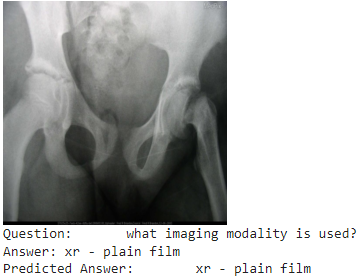 Question: what imaging modality is used?
Answer: xr - plain film
Predicted Answer: xr - plain film